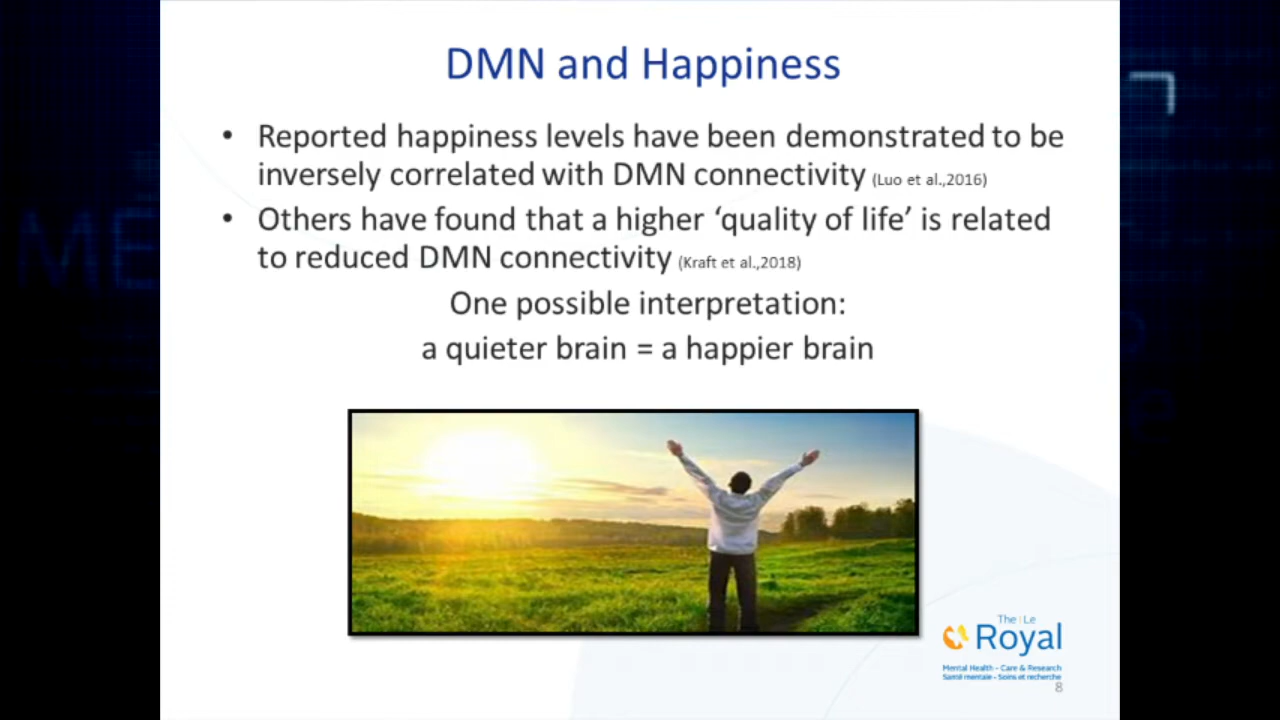 DMN and Happiness
• Reported happiness levels have been demonstrated to be
inversely correlated with DMN connectivity (Luo et al.,2016)
• Others have found that a higher ‘quality of life’ is related
to reduced DMN connectivity (Kraft et al.,2018)
One possible interpretation:
a quieter brain = a happier brain
The | Le
Royal
Mental Health - Care & Research
Santé mentale - Soins et recherche
8